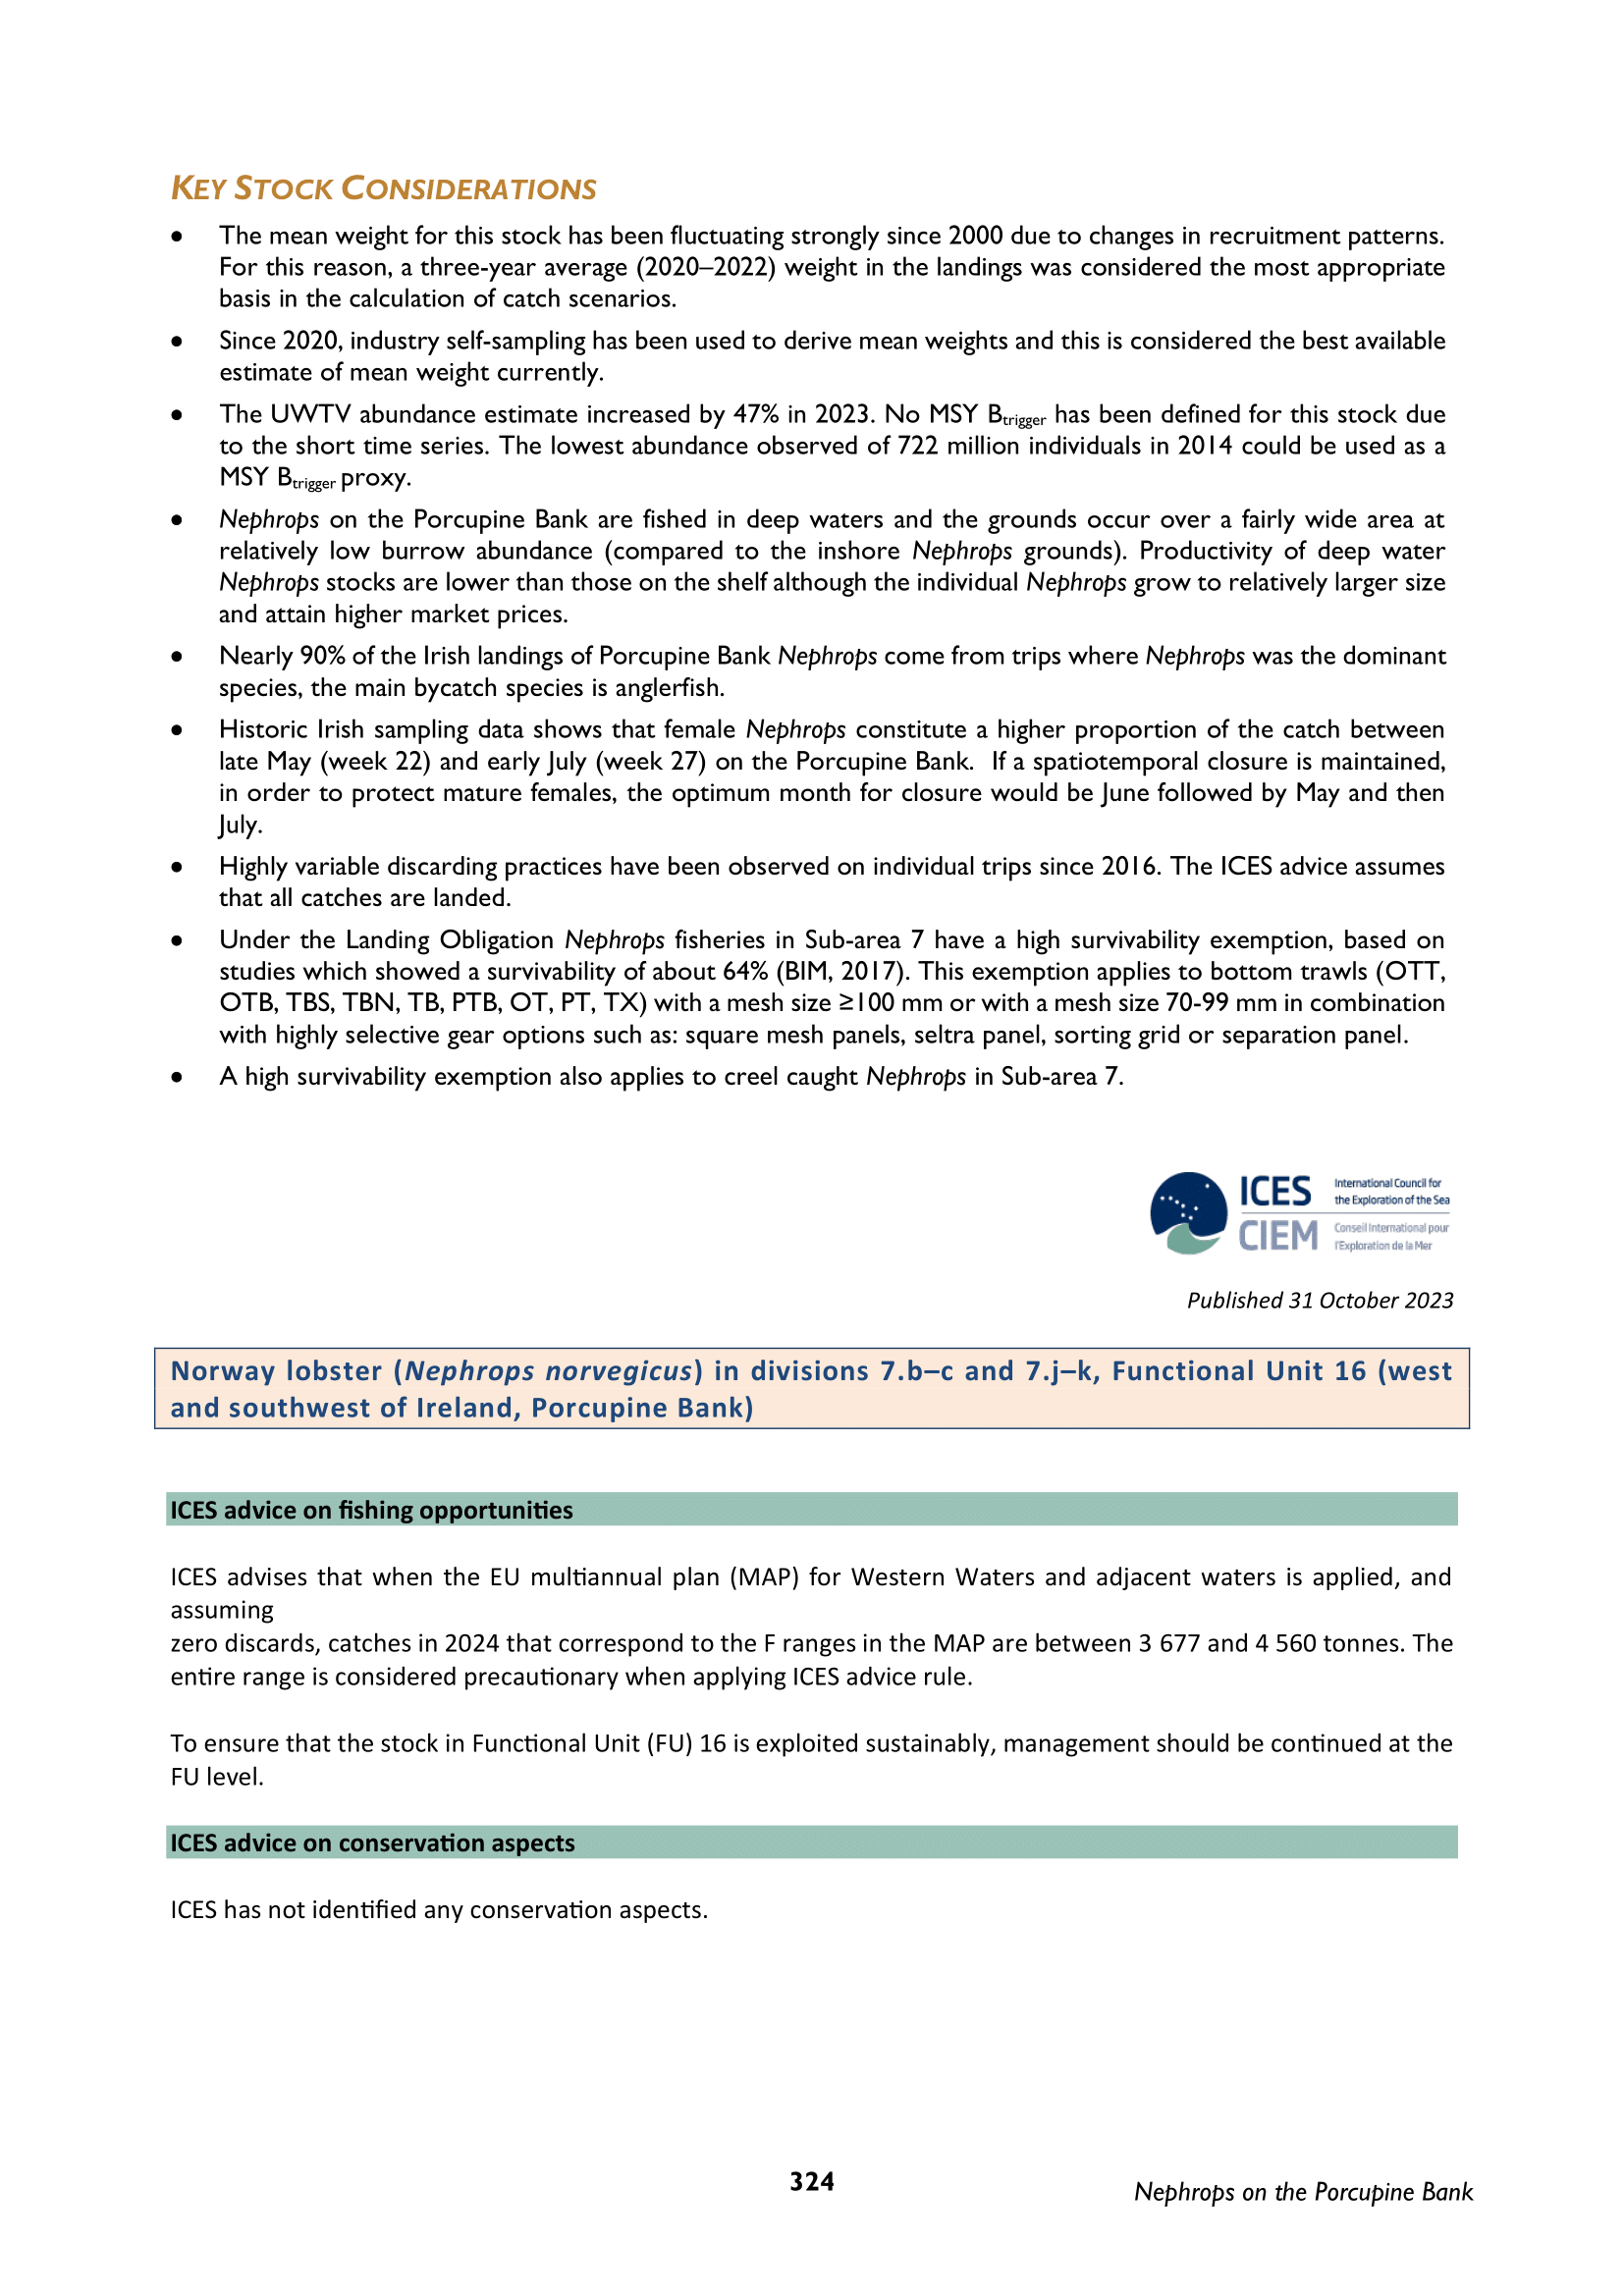 KEY STOCK CONSIDERATIONS
• The mean weight for this stock has been fluctuating strongly since 2000 due to changes in recruitment patterns.
For this reason, a three-year average (2020–2022) weight in the landings was considered the most appropriate
basis in the calculation of catch scenarios.
• Since 2020, industry self-sampling has been used to derive mean weights and this is considered the best available
estimate of mean weight currently.
• The UWTV abundance estimate increased by 47% in 2023. No MSY Btrigger has been defined for this stock due
to the short time series. The lowest abundance observed of 722 million individuals in 2014 could be used as a
MSY Btrigger proxy.
• Nephrops on the Porcupine Bank are fished in deep waters and the grounds occur over a fairly wide area at
relatively low burrow abundance (compared to the inshore Nephrops grounds). Productivity of deep water
Nephrops stocks are lower than those on the shelf although the individual Nephrops grow to relatively larger size
and attain higher market prices.
• Nearly 90% of the Irish landings of Porcupine Bank Nephrops come from trips where Nephrops was the dominant
species, the main bycatch species is anglerfish.
• Historic Irish sampling data shows that female Nephrops constitute a higher proportion of the catch between
late May (week 22) and early July (week 27) on the Porcupine Bank.  If a spatiotemporal closure is maintained,
in order to protect mature females, the optimum month for closure would be June followed by May and then
July.
• Highly variable discarding practices have been observed on individual trips since 2016. The ICES advice assumes
that all catches are landed.
• Under the Landing Obligation Nephrops fisheries in Sub-area 7 have a high survivability exemption, based on
studies which showed a survivability of about 64% (BIM, 2017). This exemption applies to bottom trawls (OTT,
OTB, TBS, TBN, TB, PTB, OT, PT, TX) with a mesh size ≥100 mm or with a mesh size 70-99 mm in combination
with highly selective gear options such as: square mesh panels, seltra panel, sorting grid or separation panel.
• A high survivability exemption also applies to creel caught Nephrops in Sub-area 7.
ICES International Council for
the Exploration of the Sea
CIEM Conseil International pour
l'Exploration de la Mer
Published 31 October 2023
Norway lobster (Nephrops norvegicus) in divisions 7.b–c and 7.j–k, Functional Unit 16 (west
and southwest of Ireland, Porcupine Bank)
ICES advice on fishing opportunities
ICES advises that when the EU multiannual plan (MAP) for Western Waters and adjacent waters is applied, and
assuming
zero discards, catches in 2024 that correspond to the F ranges in the MAP are between 3 677 and 4 560 tonnes. The
entire range is considered precautionary when applying ICES advice rule.
To ensure that the stock in Functional Unit (FU) 16 is exploited sustainably, management should be continued at the
FU level.
ICES advice on conservation aspects
ICES has not identified any conservation aspects.
324
Nephrops on the Porcupine Bank